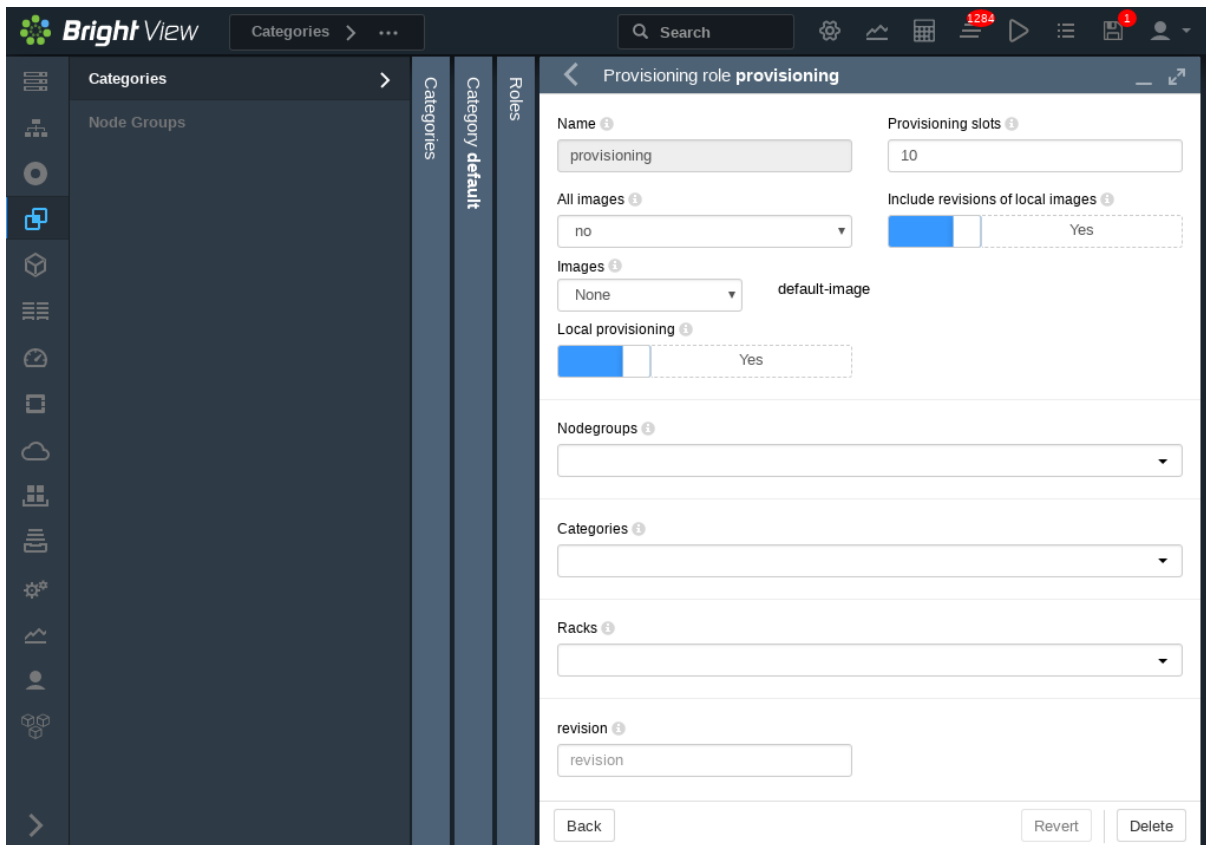 Bright View
Categories
...
Search
1284
1
Categories
Node Groups
Categories
Category default
Roles
Provisioning role provisioning
Name
Provisioning slots
provisioning
10
All images
Include revisions of local images
no
Yes
Images
None
default-image
Local provisioning
Yes
Nodegroups
Categories
Racks
revision
revision
Back
Revert
Delete